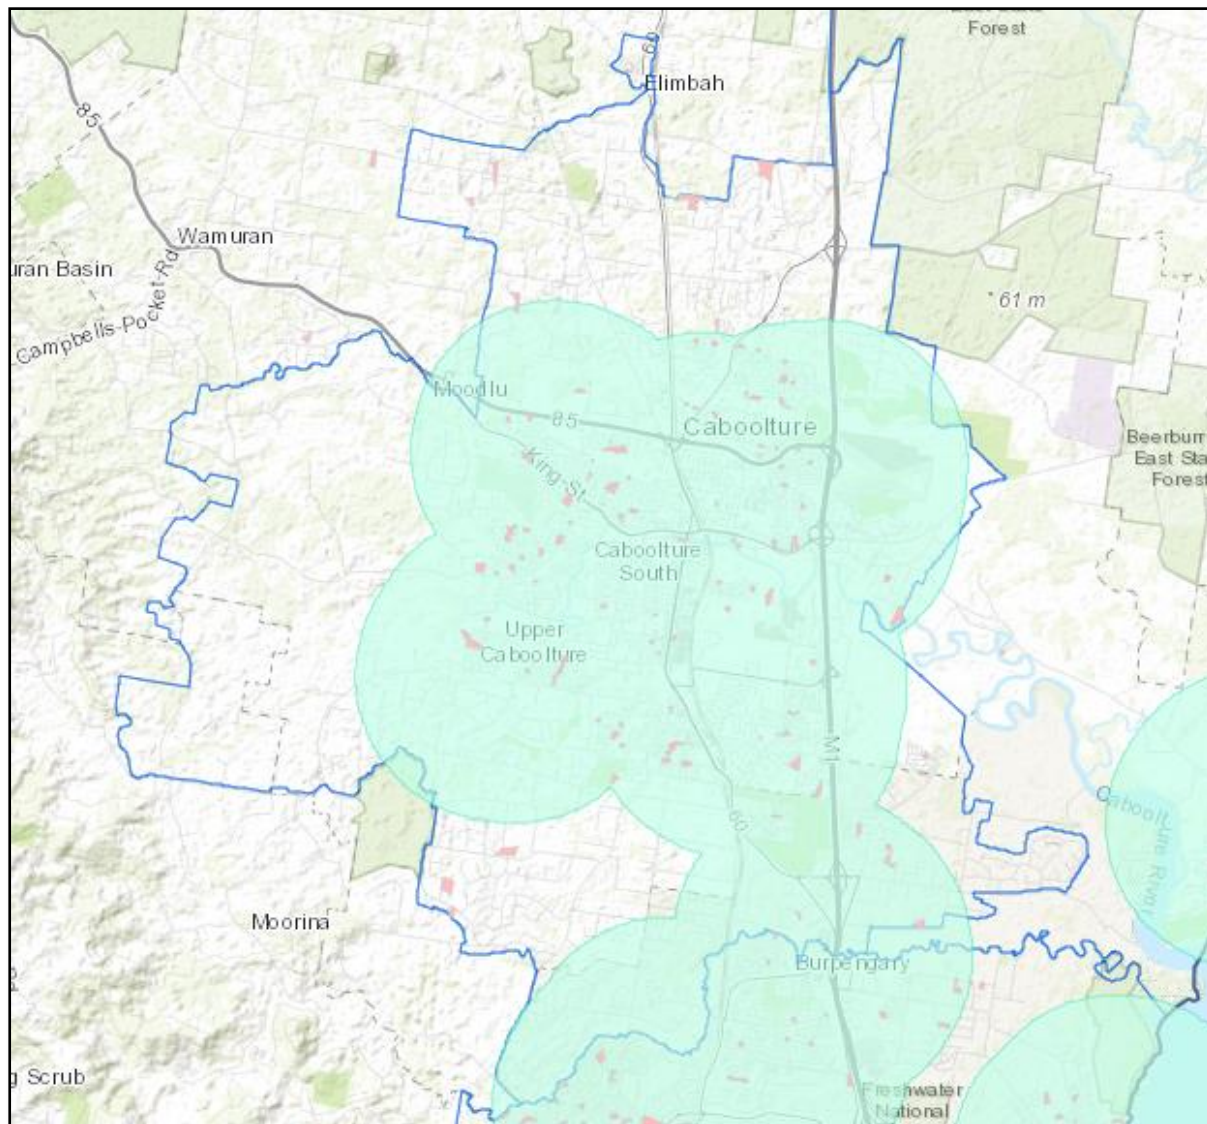 Forest
60
Elimbah
85
Wamuran
uran Basin
Campbells-Pocket-Rd
61 m
Moodlu
85
Caboolture
King-St
Beerburr
East Sta
Forest
Caboolture
South
Upper
Caboolture
M1
60
Caboolture River
Moorina
Burpengary
g Scrub
Freshwater
National